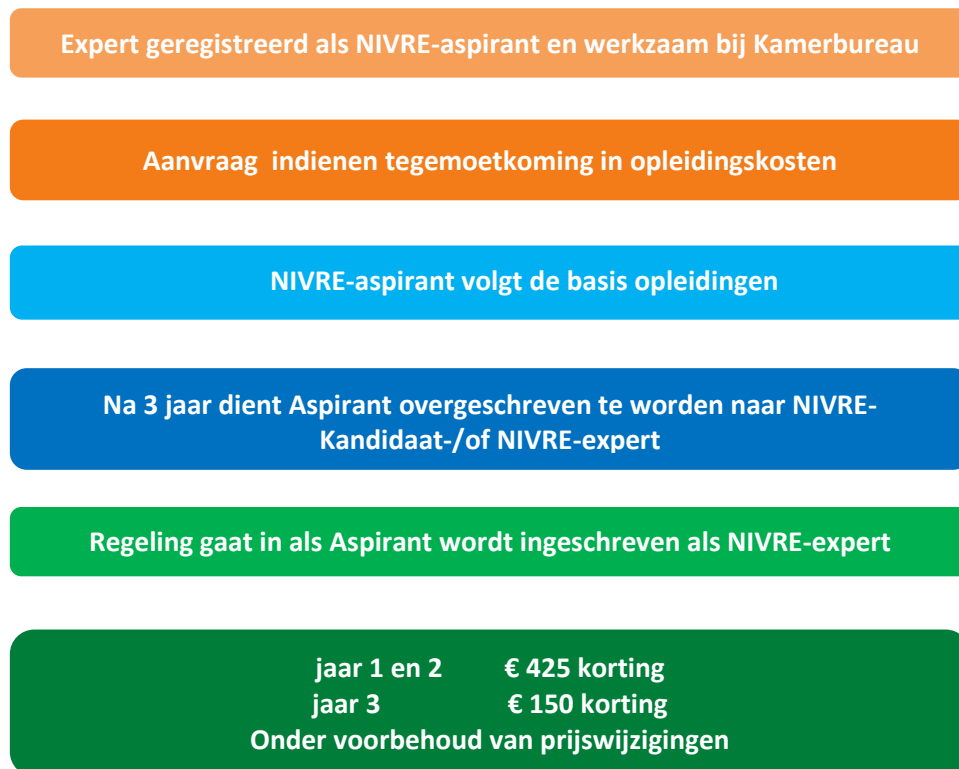 Expert geregistreerd als NIVRE-aspirant en werkzaam bij Kamerbureau
Aanvraag  indienen tegemoetkoming in opleidingskosten
NIVRE-aspirant volgt de basis opleidingen
Na 3 jaar dient Aspirant overgeschreven te worden naar NIVRE-
Kandidaat-/of NIVRE-expert
Regeling gaat in als Aspirant wordt ingeschreven als NIVRE-expert
jaar 1 en 2 € 425 korting
jaar 3 € 150 korting
Onder voorbehoud van prijswijzigingen